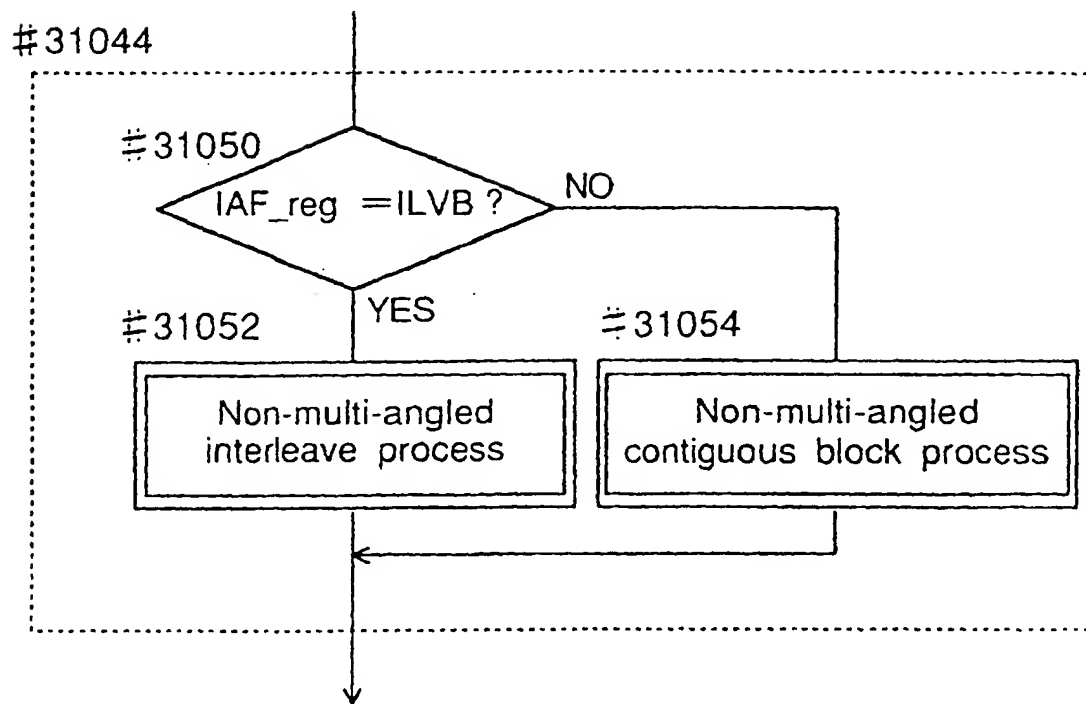 #31044
#31050
IAF_reg =ILVB ?
NO
YES
#31052
#31054
Non-multi-angled
interleave process
Non-multi-angled
contiguous block process